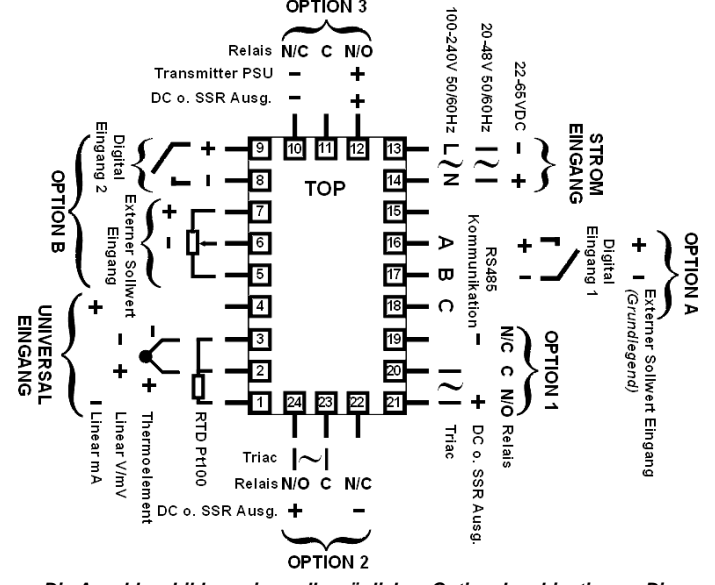 OPTION 3
Relais N/C C N/O
Transmitter PSU − +
DC o. SSR Ausg. − +
TOP
9 10 11 12 13
8 14
7 15
6 16
5 17
4 18
3 19
2 20
1 24 23 22 21
OPTION B
Digital
Eingang 2
+
−
Externer Sollwert
Eingang
+
−
UNIVERSAL
EINGANG
+ − Linear mA
− + Linear V/mV
− + Thermoelement
RTD Pt100
100-240V 50/60Hz L ~ N
20-48V 50/60Hz ~
22-65VDC − +
STROM
EINGANG
A B C
RS485
Kommunikation
+ −
Digital
Eingang 1
+ −
Externer Sollwert Eingang
(Grundlegend)
OPTION A
OPTION 1
N/C C N/O Relais
− + DC o. SSR Ausg.
~ Triac
Triac ~
Relais N/O C N/C
DC o. SSR Ausg. + −
OPTION 2